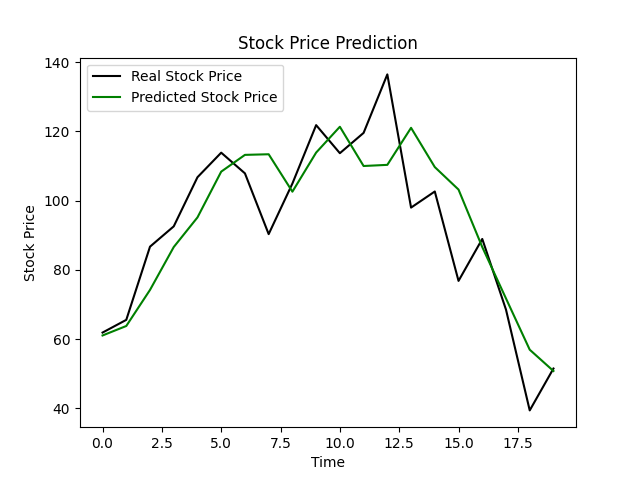 Stock Price Prediction
Real Stock Price
Predicted Stock Price
Stock Price
140
120
100
80
60
40
0.0 2.5 5.0 7.5 10.0 12.5 15.0 17.5
Time